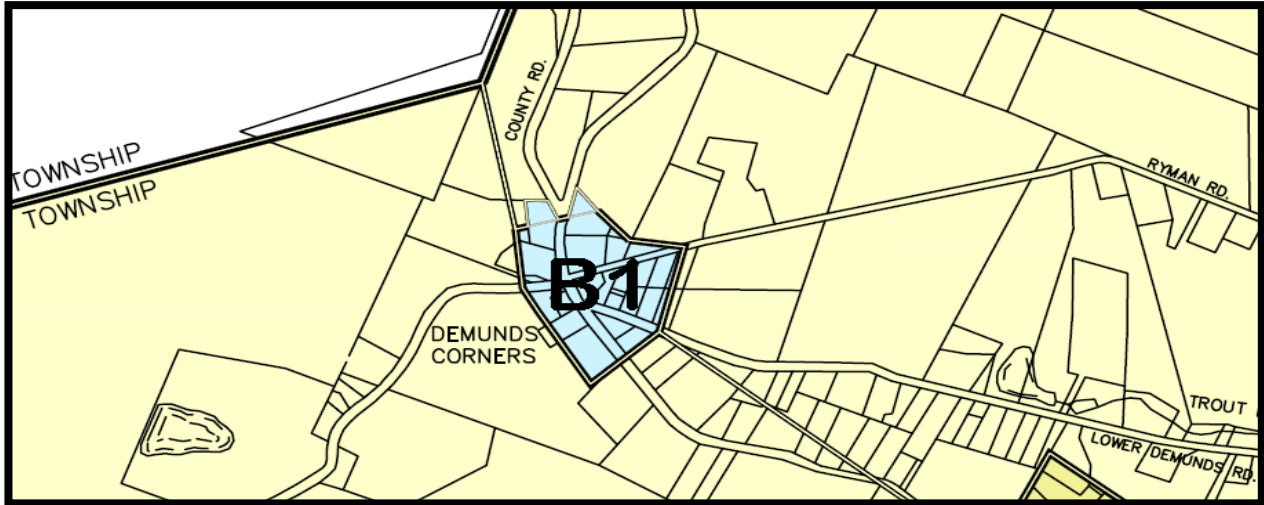 COUNTY RD.
TOWNSHIP
TOWNSHIP
RYMAN RD.
B1
DEMUNDS
CORNERS
TROUT
LOWER DEMUNDS RD.